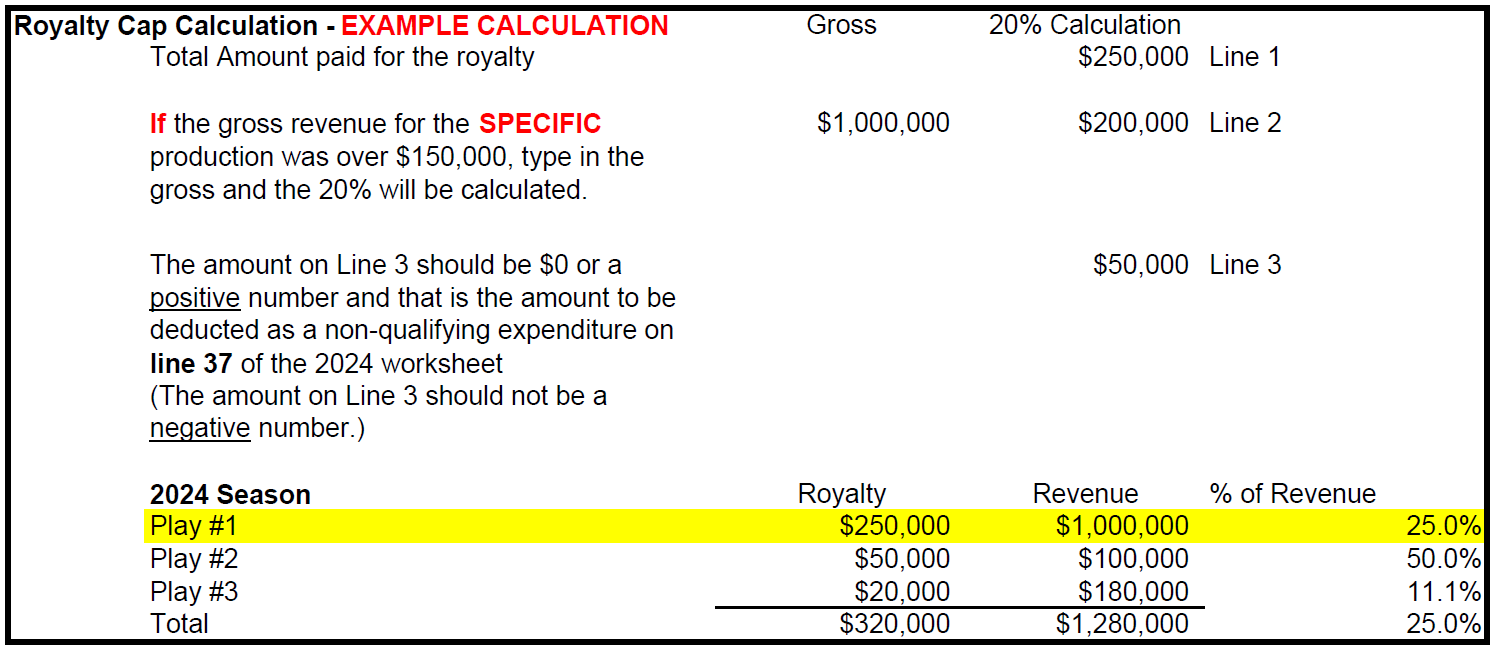 Royalty Cap Calculation - EXAMPLE CALCULATION Gross 20% Calculation
Total Amount paid for the royalty $250,000 Line 1
If the gross revenue for the SPECIFIC $1,000,000 $200,000 Line 2
production was over $150,000, type in the
gross and the 20% will be calculated.
The amount on Line 3 should be $0 or a $50,000 Line 3
positive number and that is the amount to be
deducted as a non-qualifying expenditure on
line 37 of the 2024 worksheet
(The amount on Line 3 should not be a
negative number.)
2024 Season Royalty Revenue % of Revenue
Play #1 $250,000 $1,000,000 25.0%
Play #2 $50,000 $100,000 50.0%
Play #3 $20,000 $180,000 11.1%
Total $320,000 $1,280,000 25.0%